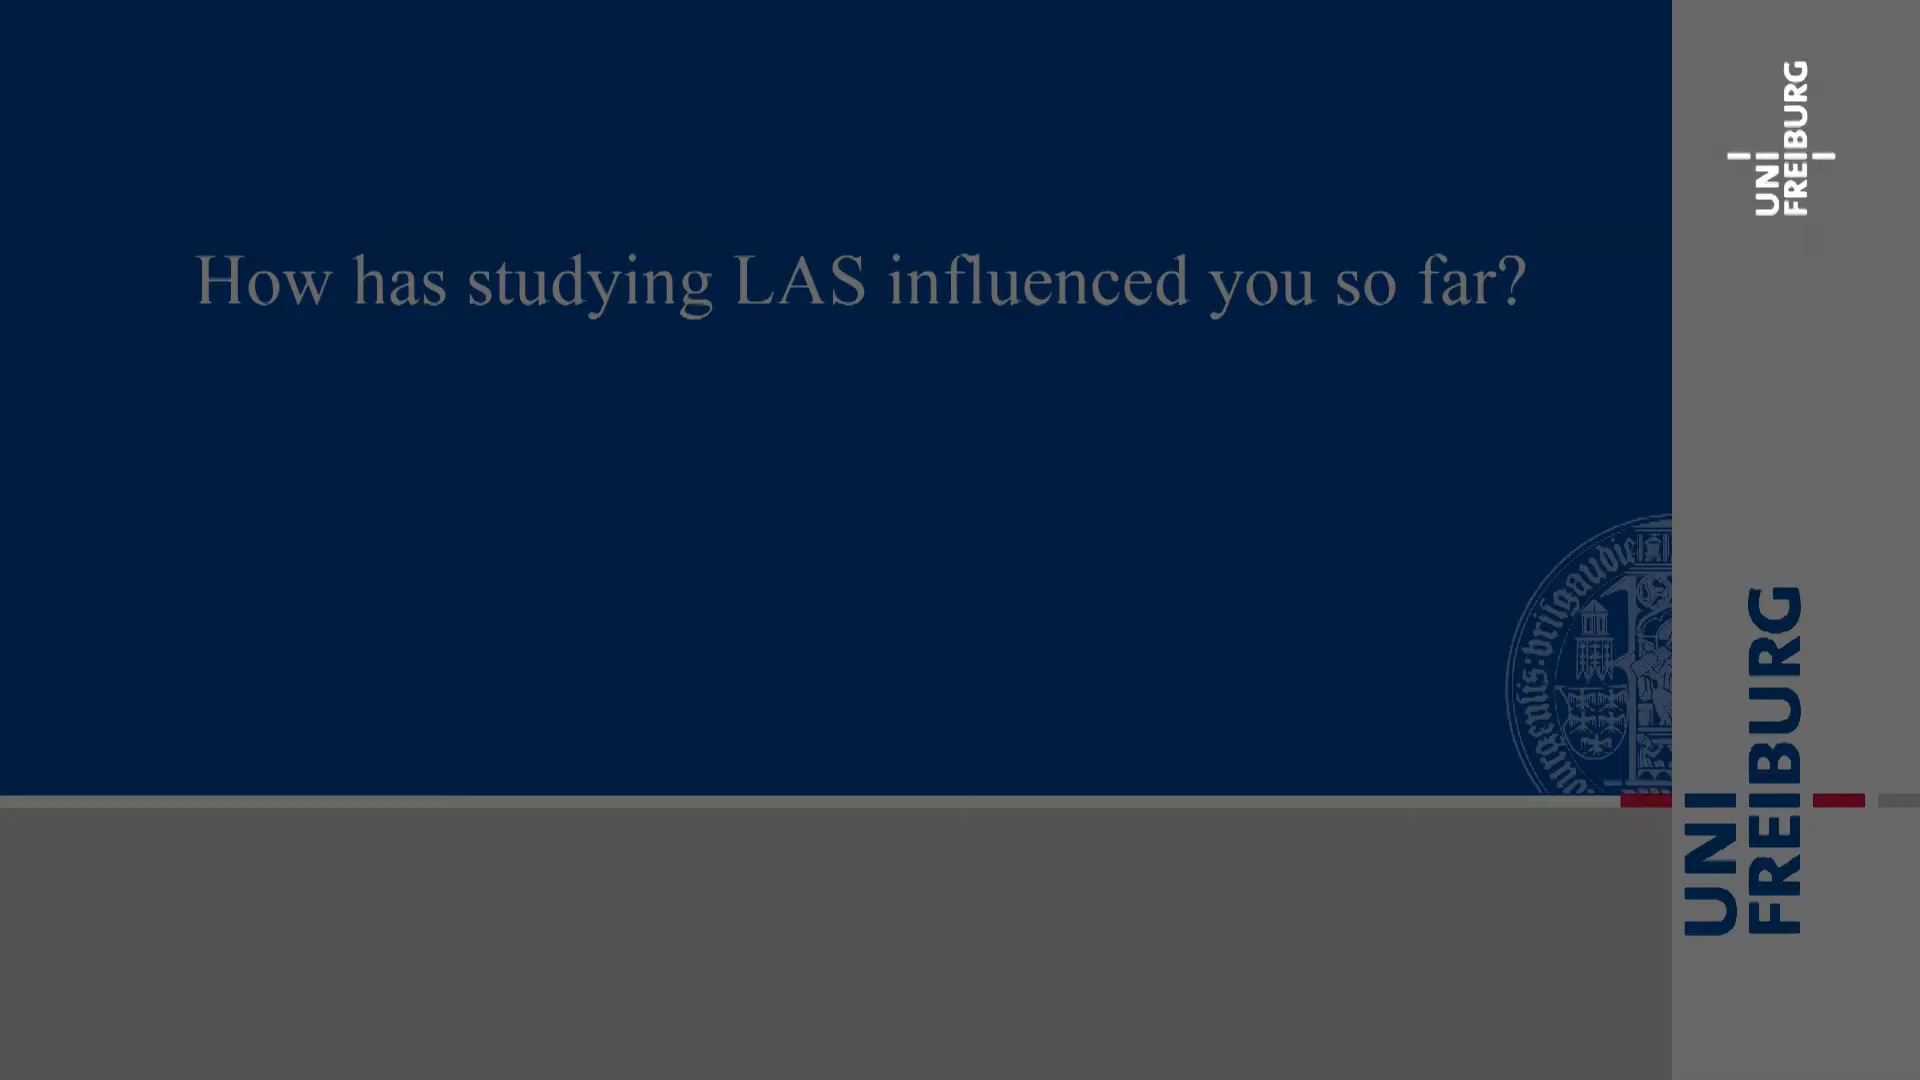 How has studying LAS influenced you so far?
UNI
FREIBURG
UNI
FREIBURG